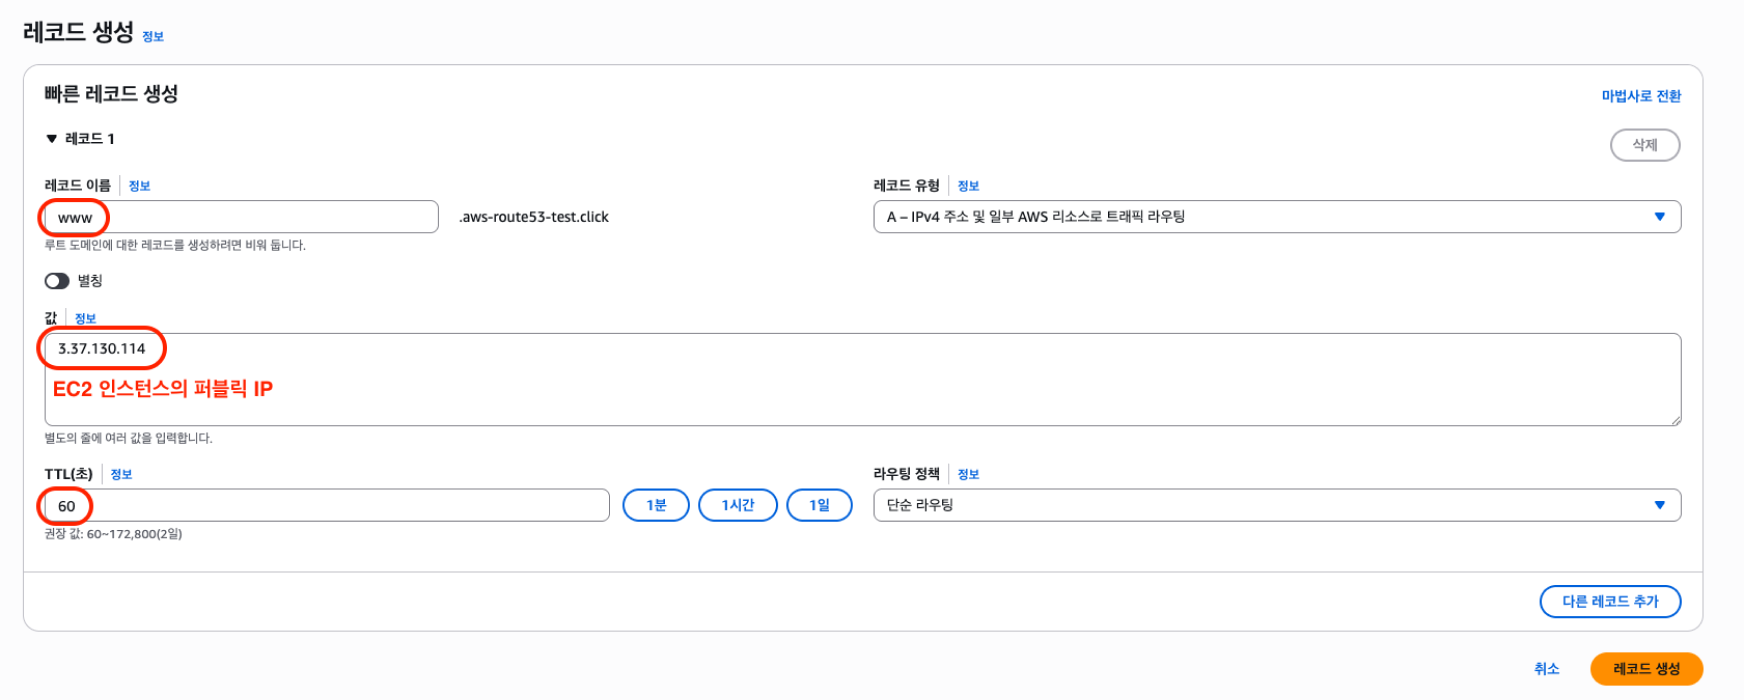 레코드 생성 정보
빠른 레코드 생성
마법사로 전환
▼ 레코드 1
삭제
레코드 이름 정보
www
.aws-route53-test.click
루트 도메인에 대한 레코드를 생성하려면 비워 둡니다.
레코드 유형 정보
A – IPv4 주소 및 일부 AWS 리소스로 트래픽 라우팅
별칭
값 정보
3.37.130.114
EC2 인스턴스의 퍼블릭 IP
별도의 줄에 여러 값을 입력합니다.
TTL(초) 정보
60
1분 1시간 1일
권장 값: 60~172,800(2일)
라우팅 정책 정보
단순 라우팅
다른 레코드 추가
취소
레코드 생성